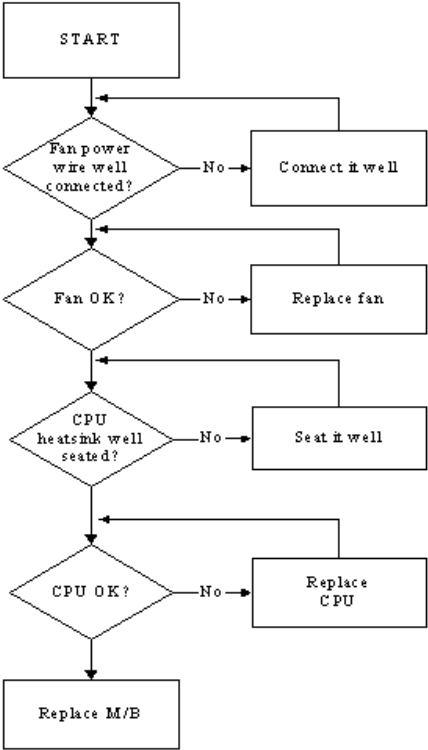 START
Fan power
wire well
connected?
No
Connect it well
Fan OK?
No
Replace fan
CPU
heatsink well
seated?
No
Seat it well
CPU OK?
No
Replace
CPU
Replace M/B